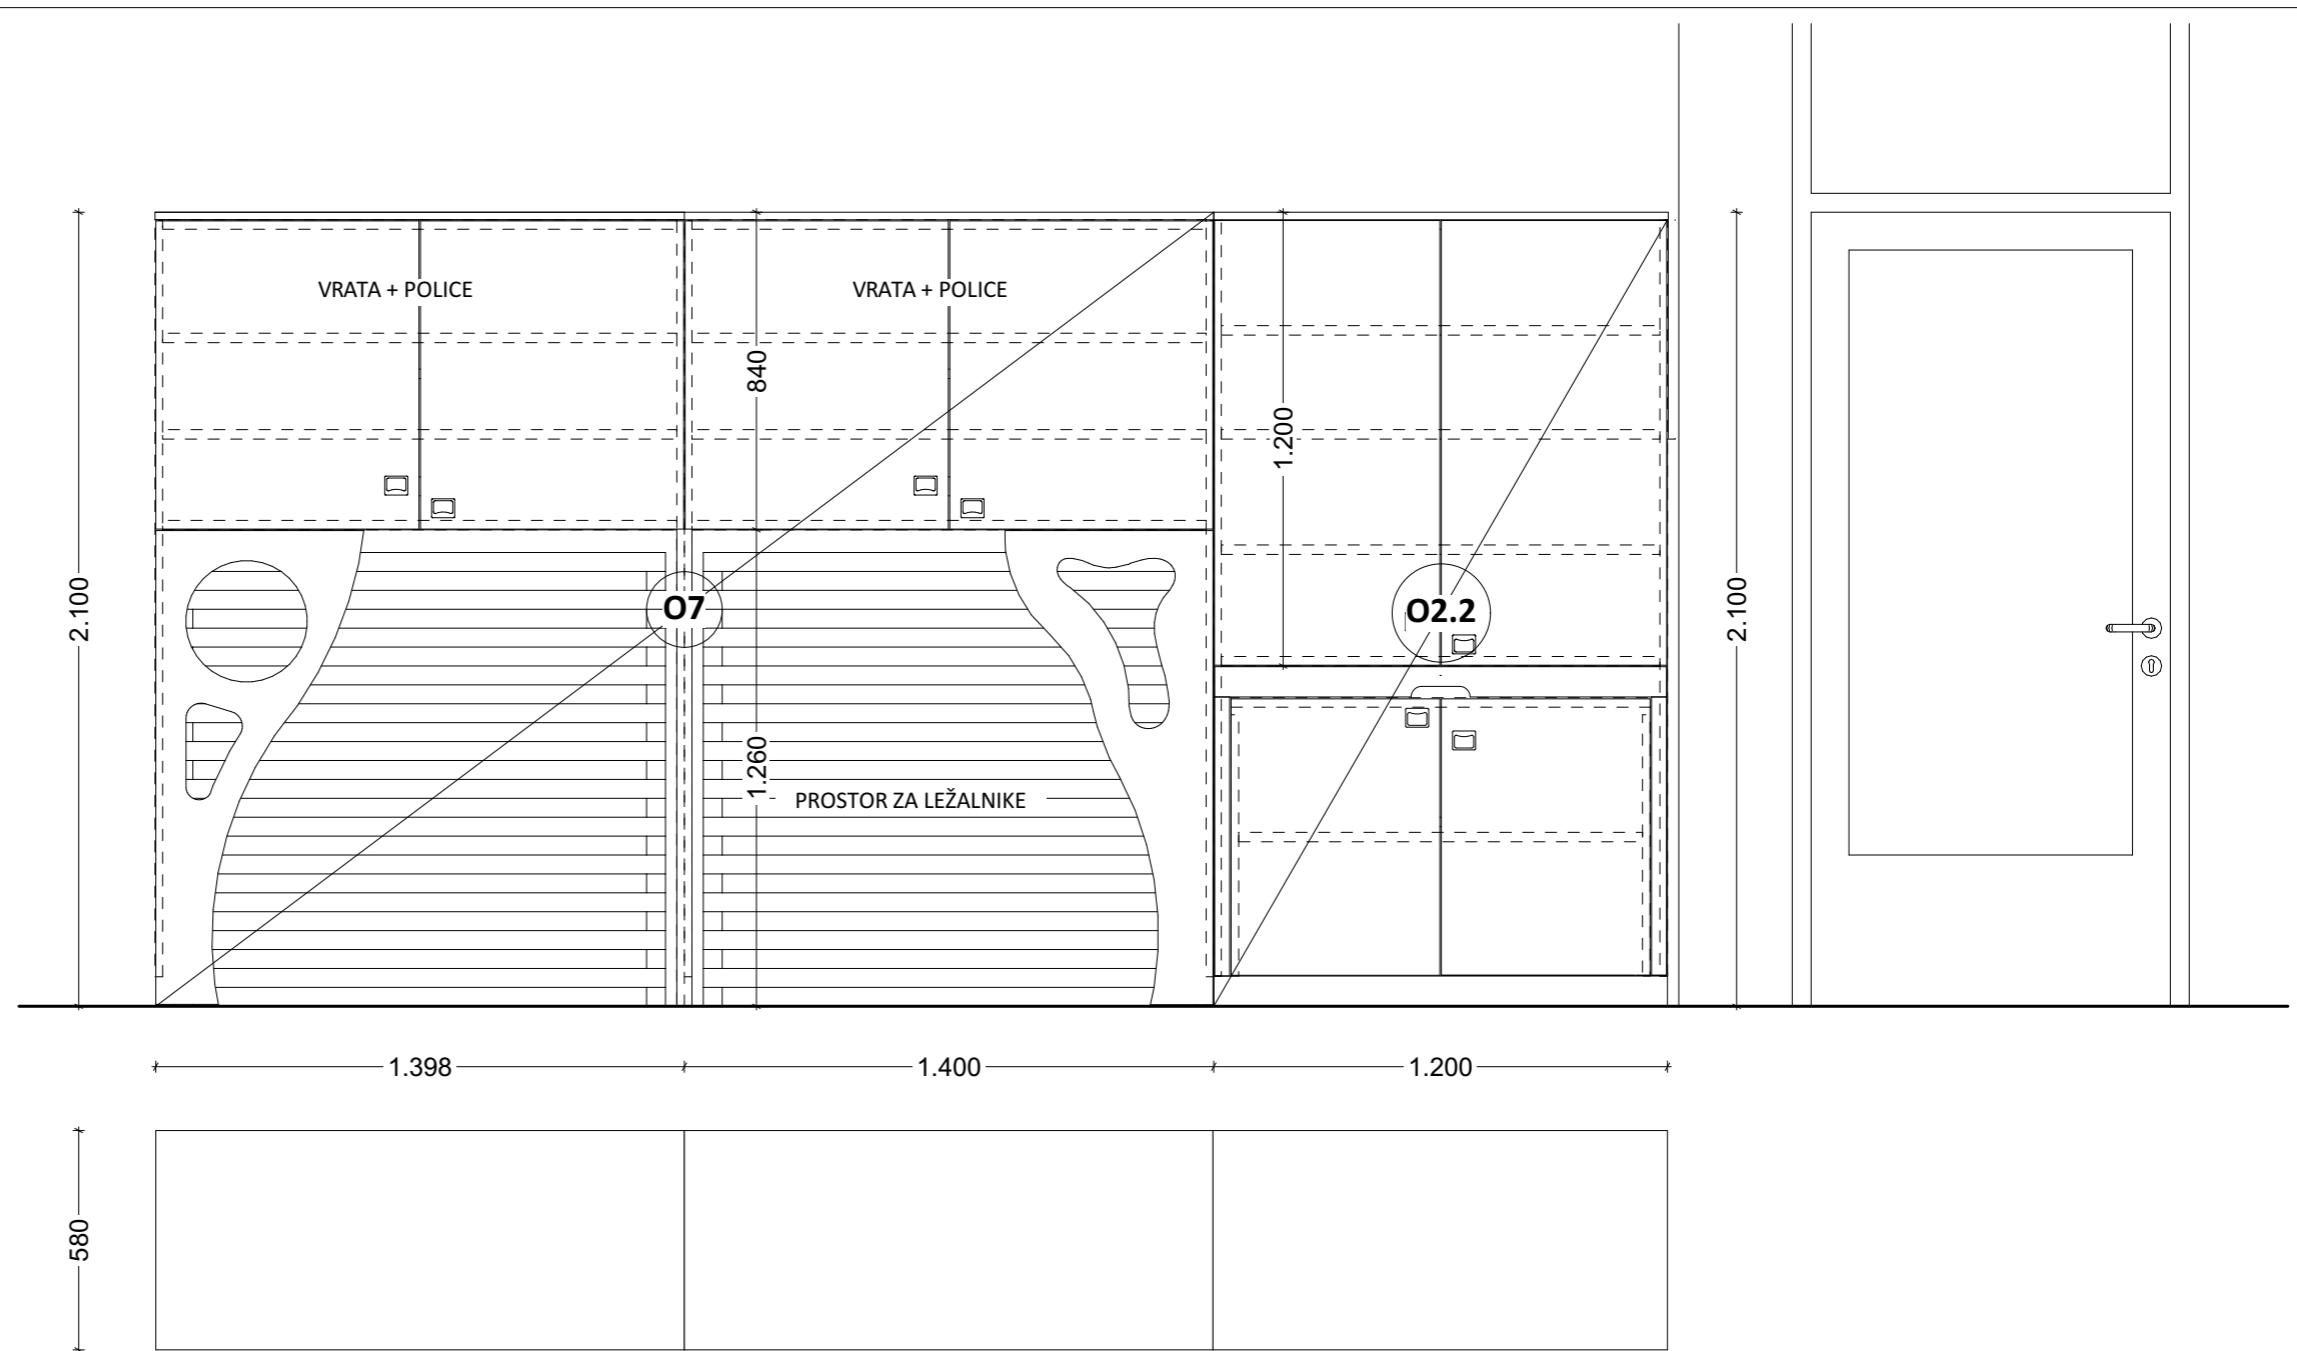 VRATA + POLICE
VRATA + POLICE
840
1.200
2.100
O7
O2.2
2.100
1.260
PROSTOR ZA LEŽALNIKE
1.398
1.400
1.200
580